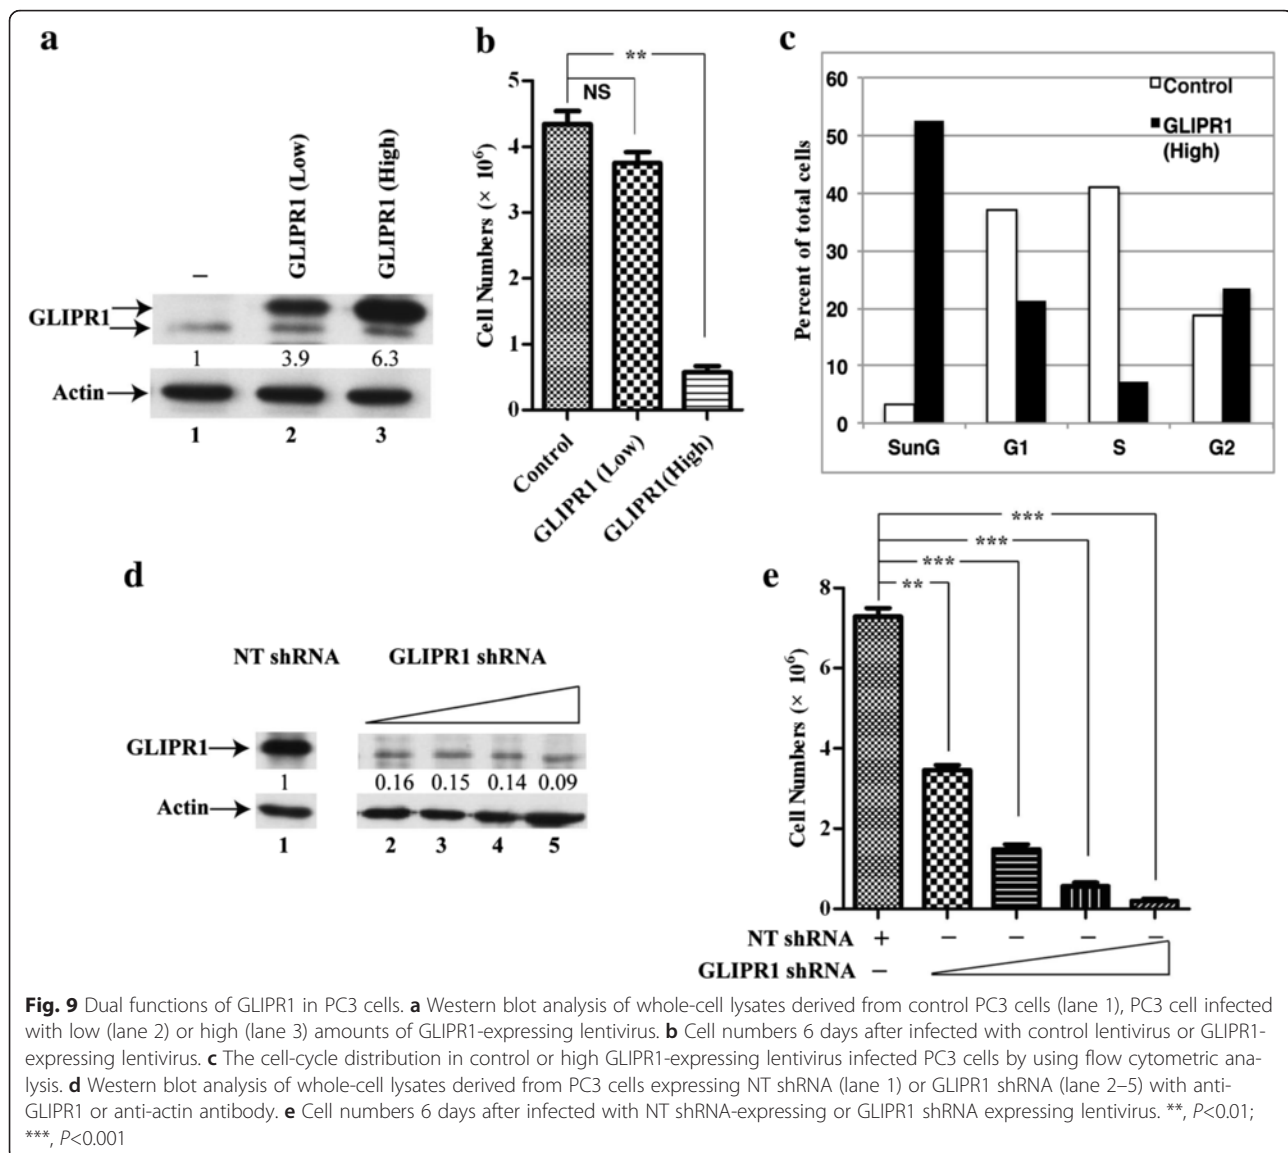 a
GLIPR1 (Low)
GLIPR1 (High)
–
GLIPR1
1 3.9 6.3
Actin
1 2 3
b
**
NS
5
4
3
2
1
0
Cell Numbers (× 10⁶)
Control
GLIPR1 (Low)
GLIPR1(High)
c
60
50
40
30
20
10
0
Percent of total cells
Control
GLIPR1
(High)
SunG G1 S G2
d
NT shRNA GLIPR1 shRNA
GLIPR1
1 0.16 0.15 0.14 0.09
Actin
1 2 3 4 5
e
***
***
***
**
8
6
4
2
0
Cell Numbers (× 10⁶)
NT shRNA + – – – –
GLIPR1 shRNA –
Fig. 9 Dual functions of GLIPR1 in PC3 cells. a Western blot analysis of whole-cell lysates derived from control PC3 cells (lane 1), PC3 cell infected
with low (lane 2) or high (lane 3) amounts of GLIPR1-expressing lentivirus. b Cell numbers 6 days after infected with control lentivirus or GLIPR1-
expressing lentivirus. c The cell-cycle distribution in control or high GLIPR1-expressing lentivirus infected PC3 cells by using flow cytometric ana-
lysis. d Western blot analysis of whole-cell lysates derived from PC3 cells expressing NT shRNA (lane 1) or GLIPR1 shRNA (lane 2–5) with anti-
GLIPR1 or anti-actin antibody. e Cell numbers 6 days after infected with NT shRNA-expressing or GLIPR1 shRNA expressing lentivirus. **, P<0.01;
***, P<0.001